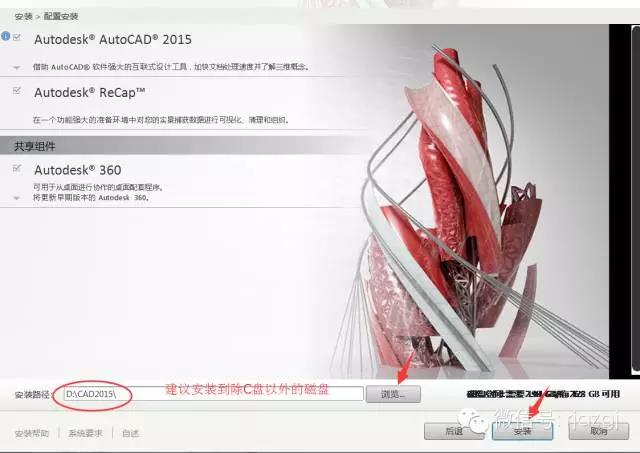 安装 > 配置安装
Autodesk® AutoCAD® 2015
借助 AutoCAD® 软件强大的互联式设计工具，加快文档处理速度并了解三维概念。
Autodesk® ReCap™
在一个功能强大的准备环境中对您的实景捕获数据进行可视化、清理和组织。
共享组件
Autodesk® 360
可用于从桌面进行协作的桌面配套程序。
将更新早期版本的 Autodesk 360。
建议安装到除C盘以外的磁盘
安装路径: D:\CAD2015\ 浏览... GB 可用
微信号: qqzgj
安装帮助 | 系统要求 | 自述 后退 安装 取消